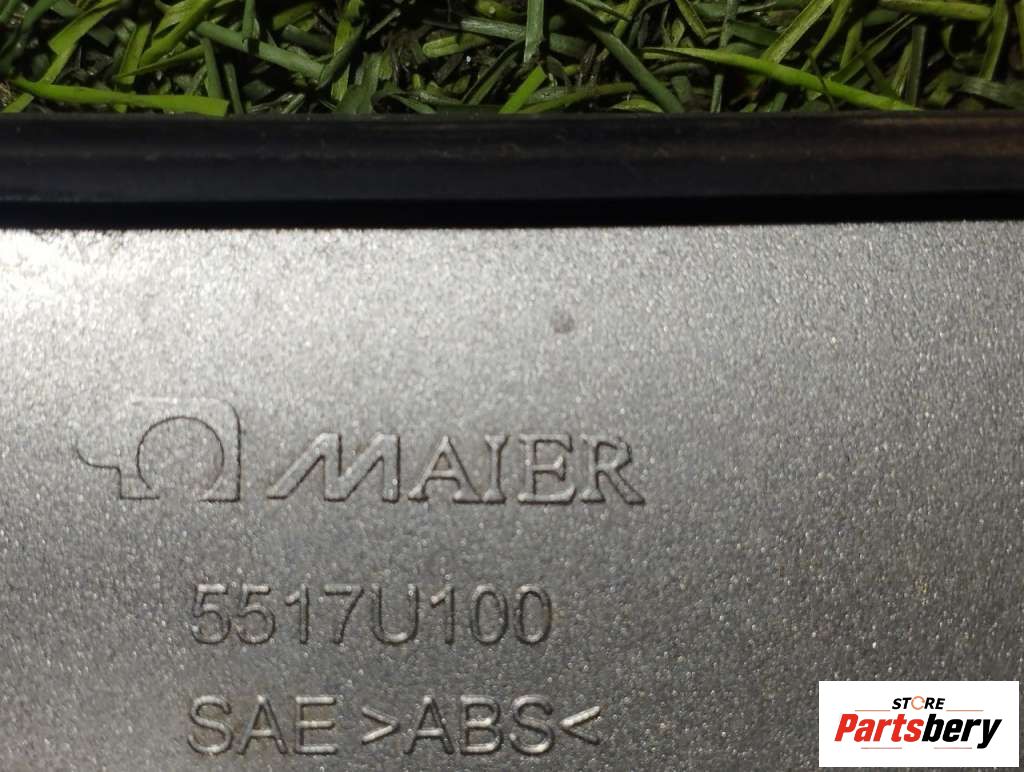 MAIER
5517U100
SAE >ABS<
STORE
Partsbery